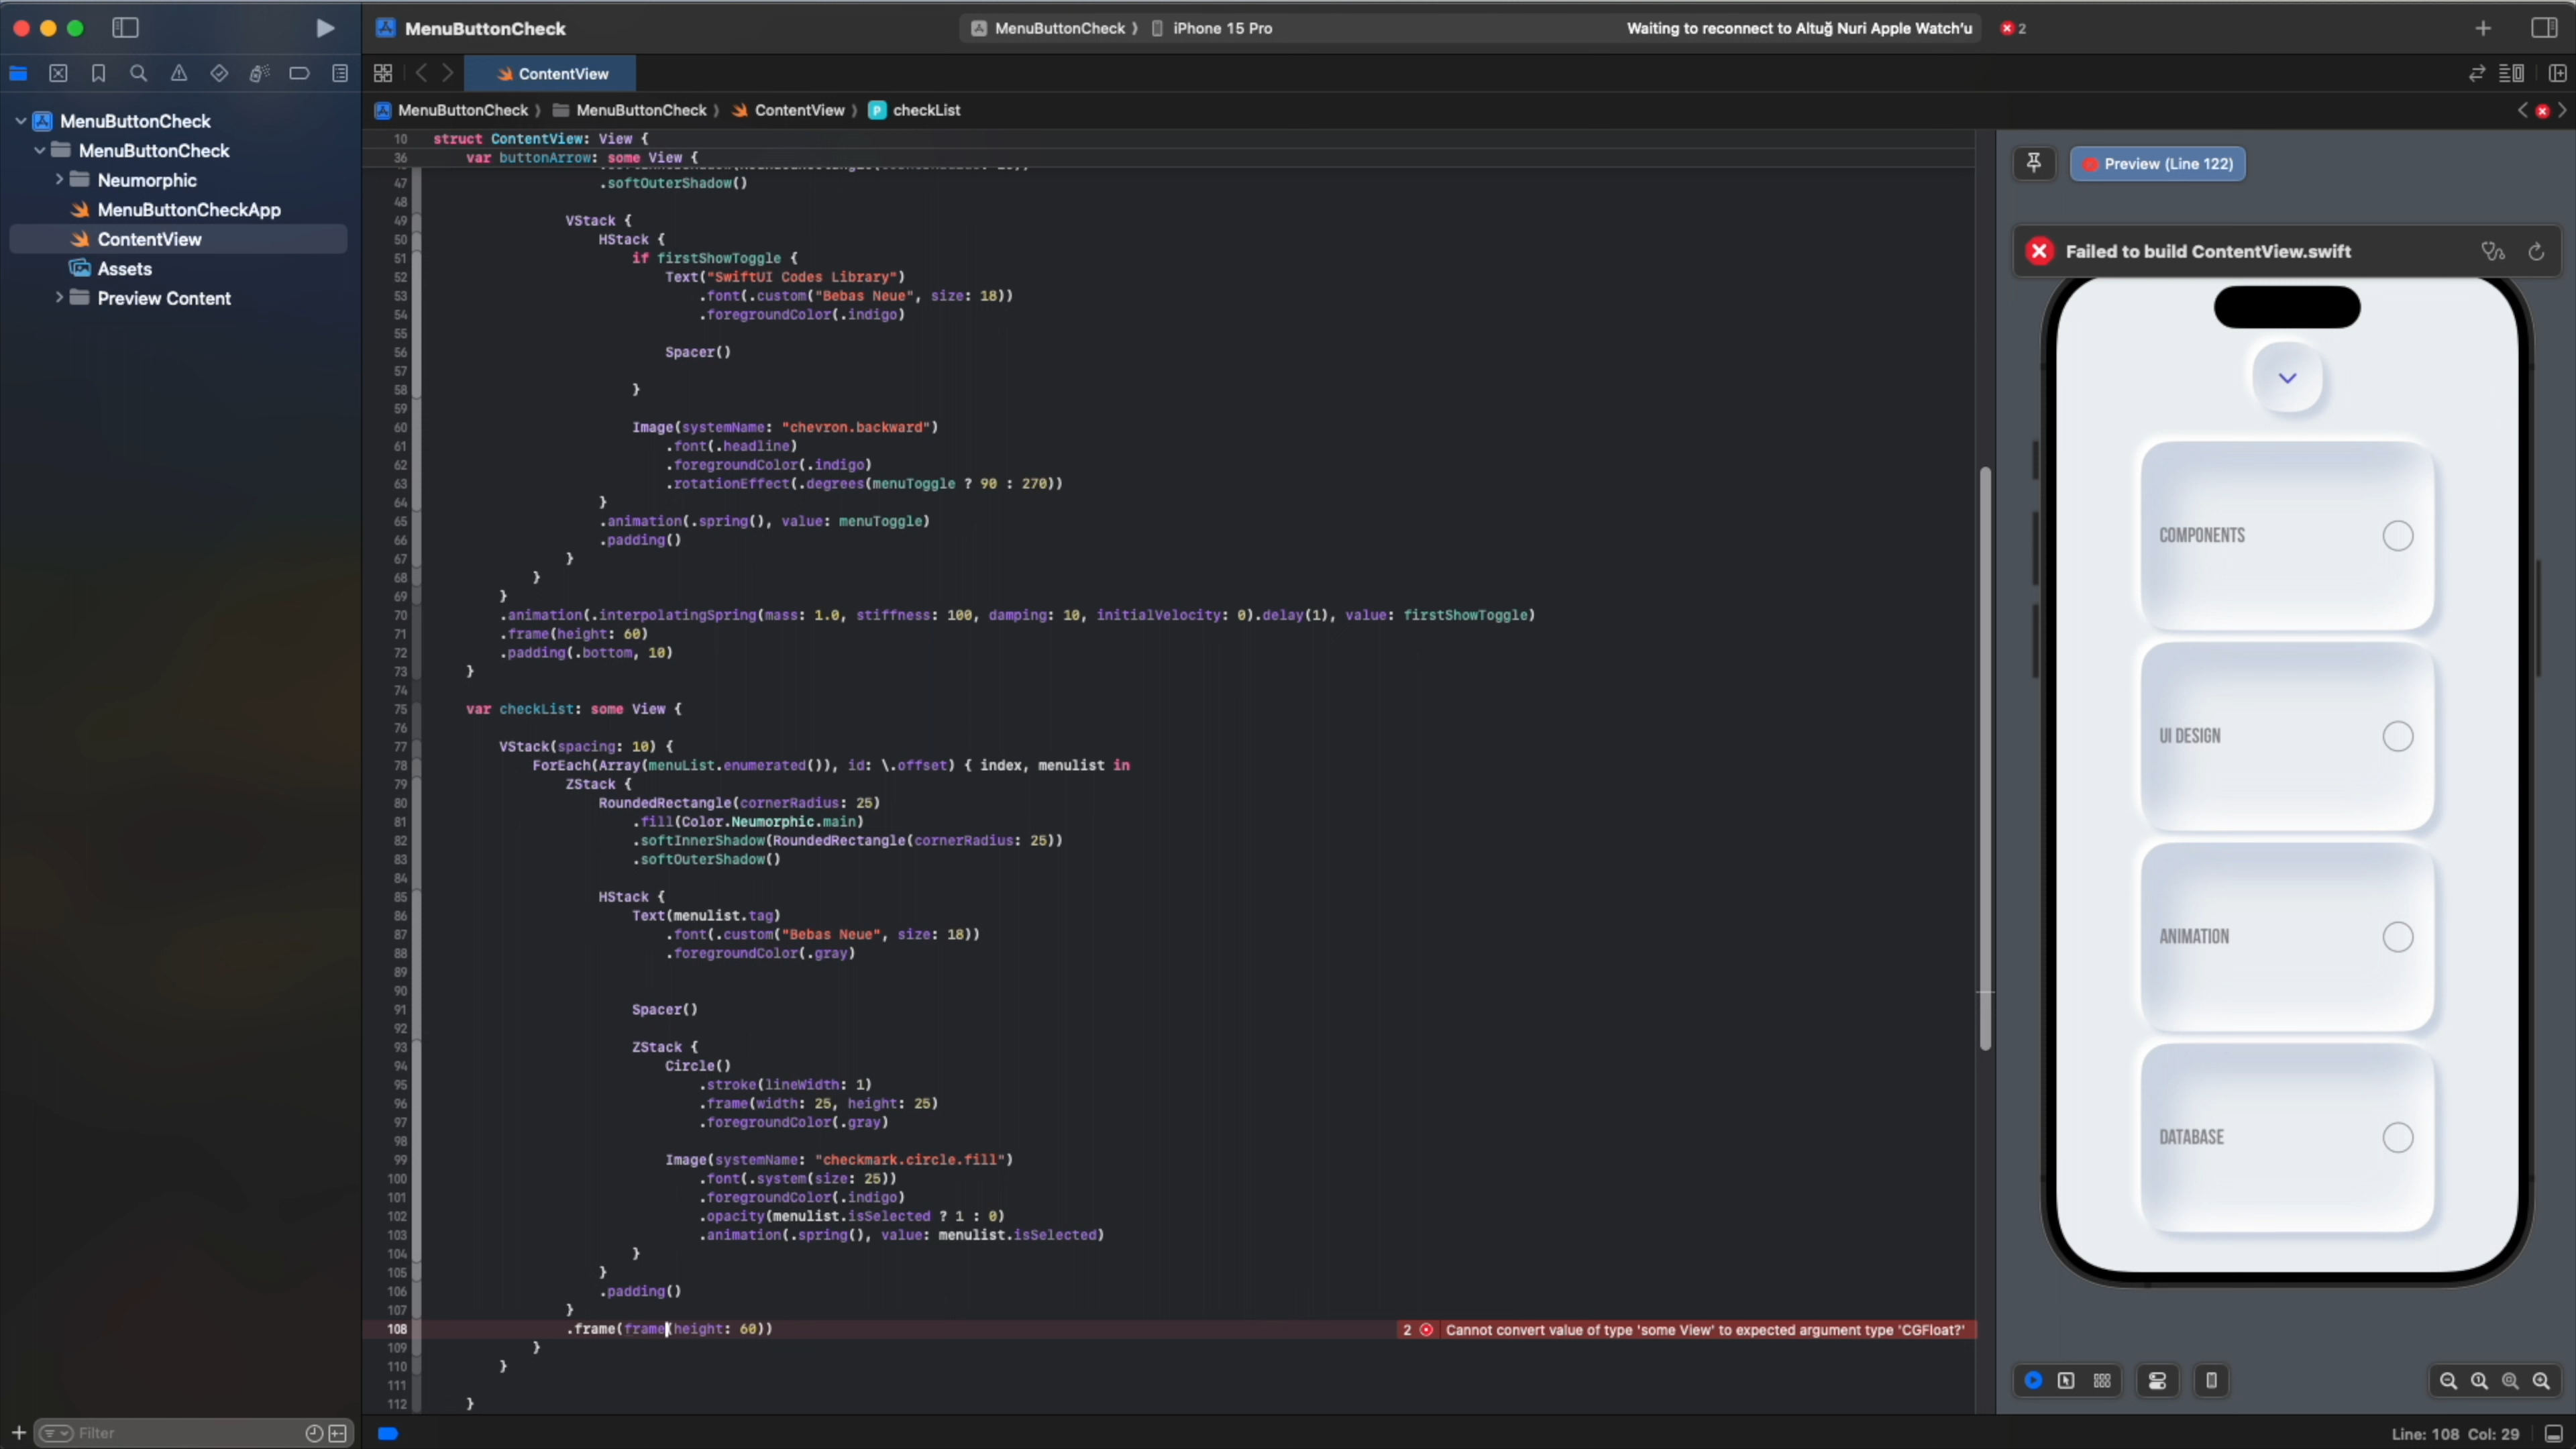 MenuButtonCheck
MenuButtonCheck
iPhone 15 Pro
Waiting to reconnect to Altuğ Nuri Apple Watch'u
2
ContentView
MenuButtonCheck
MenuButtonCheck
ContentView
checkList
MenuButtonCheck
MenuButtonCheck
Neumorphic
MenuButtonCheckApp
ContentView
Assets
Preview Content
Filter
10 struct ContentView: View {
36 var buttonArrow: some View {
47 .softOuterShadow()
48
49 VStack {
50 HStack {
51 if firstShowToggle {
52 Text("SwiftUI Codes Library")
53 .font(.custom("Bebas Neue", size: 18))
54 .foregroundColor(.indigo)
55
56 Spacer()
57
58 }
59
60 Image(systemName: "chevron.backward")
61 .font(.headline)
62 .foregroundColor(.indigo)
63 .rotationEffect(.degrees(menuToggle ? 90 : 270))
64 }
65 .animation(.spring(), value: menuToggle)
66 .padding()
67 }
68 }
69 }
70 .animation(.interpolatingSpring(mass: 1.0, stiffness: 100, damping: 10, initialVelocity: 0).delay(1), value: firstShowToggle)
71 .frame(height: 60)
72 .padding(.bottom, 10)
73 }
74
75 var checkList: some View {
76
77 VStack(spacing: 10) {
78 ForEach(Array(menuList.enumerated()), id: \.offset) { index, menulist in
79 ZStack {
80 RoundedRectangle(cornerRadius: 25)
81 .fill(Color.Neumorphic.main)
82 .softInnerShadow(RoundedRectangle(cornerRadius: 25))
83 .softOuterShadow()
84
85 HStack {
86 Text(menulist.tag)
87 .font(.custom("Bebas Neue", size: 18))
88 .foregroundColor(.gray)
89
90
91 Spacer()
92
93 ZStack {
94 Circle()
95 .stroke(lineWidth: 1)
96 .frame(width: 25, height: 25)
97 .foregroundColor(.gray)
98
99 Image(systemName: "checkmark.circle.fill")
100 .font(.system(size: 25))
101 .foregroundColor(.indigo)
102 .opacity(menulist.isSelected ? 1 : 0)
103 .animation(.spring(), value: menulist.isSelected)
104 }
105 }
106 .padding()
107 }
108 .frame(frame(height: 60))
2 Cannot convert value of type 'some View' to expected argument type 'CGFloat?'
109 }
110 }
111
112 }
Preview (Line 122)
Failed to build ContentView.swift
COMPONENTS
UI DESIGN
ANIMATION
DATABASE
Line: 108 Col: 29